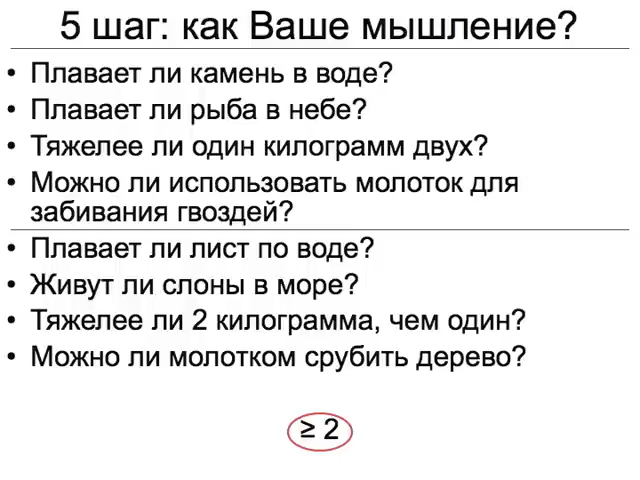 5 шаг: как Ваше мышление?
• Плавает ли камень в воде?
• Плавает ли рыба в небе?
• Тяжелее ли один килограмм двух?
• Можно ли использовать молоток для
забивания гвоздей?
• Плавает ли лист по воде?
• Живут ли слоны в море?
• Тяжелее ли 2 килограмма, чем один?
• Можно ли молотком срубить дерево?
≥ 2